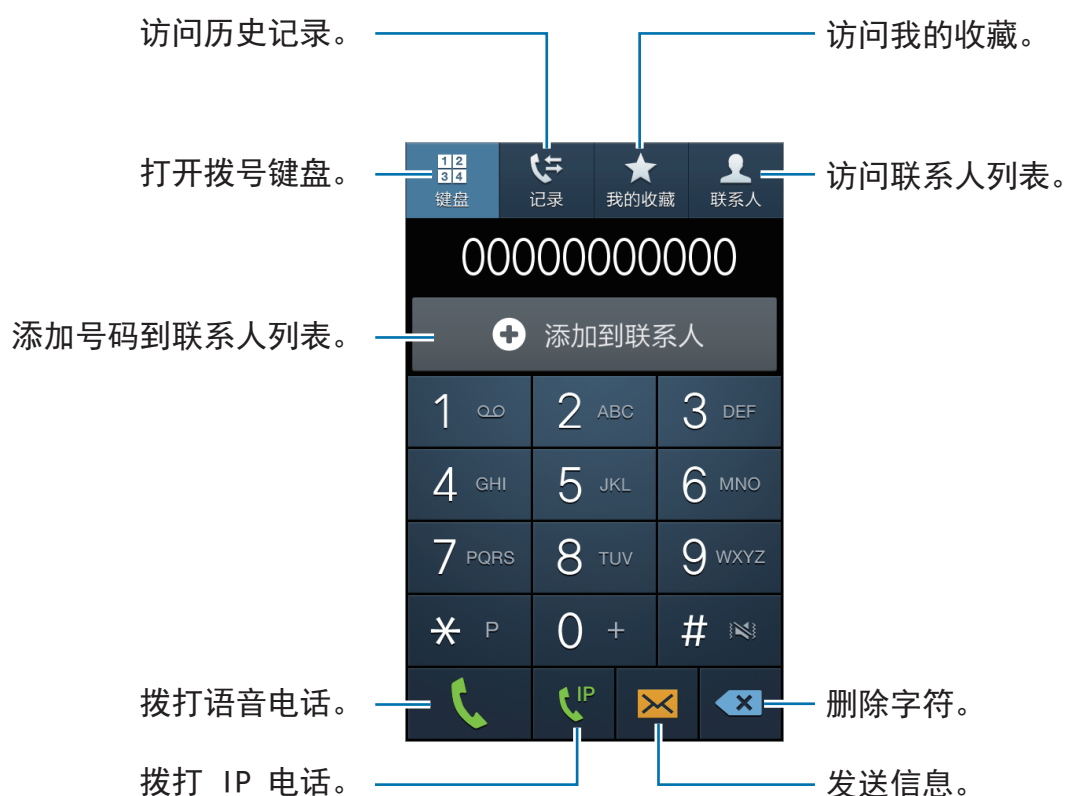 访问历史记录。
访问我的收藏。
打开拨号键盘。
1 2
3 4
键盘
记录
我的收藏
联系人
访问联系人列表。
00000000000
添加号码到联系人列表。
添加到联系人
1
2 ABC
3 DEF
4 GHI
5 JKL
6 MNO
7 PQRS
8 TUV
9 WXYZ
* P
0 +
#
拨打语音电话。
IP
删除字符。
拨打 IP 电话。
发送信息。